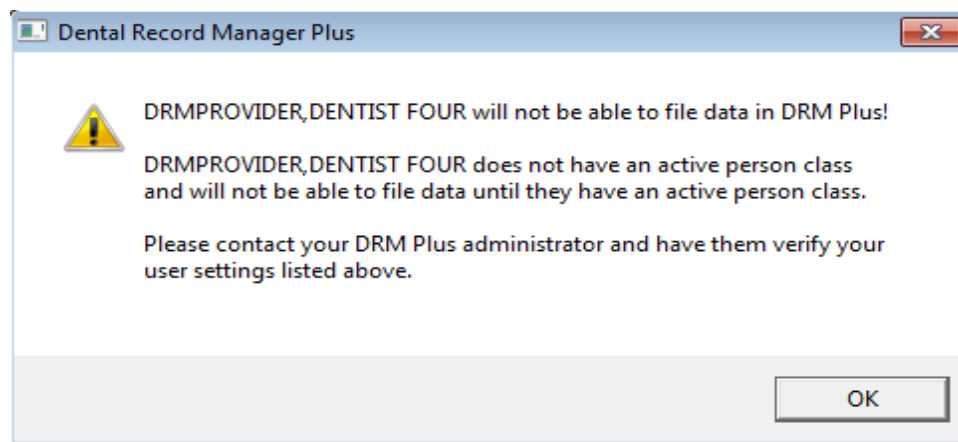 Dental Record Manager Plus
DRMPROVIDER,DENTIST FOUR will not be able to file data in DRM Plus!
DRMPROVIDER,DENTIST FOUR does not have an active person class
and will not be able to file data until they have an active person class.
Please contact your DRM Plus administrator and have them verify your
user settings listed above.
OK